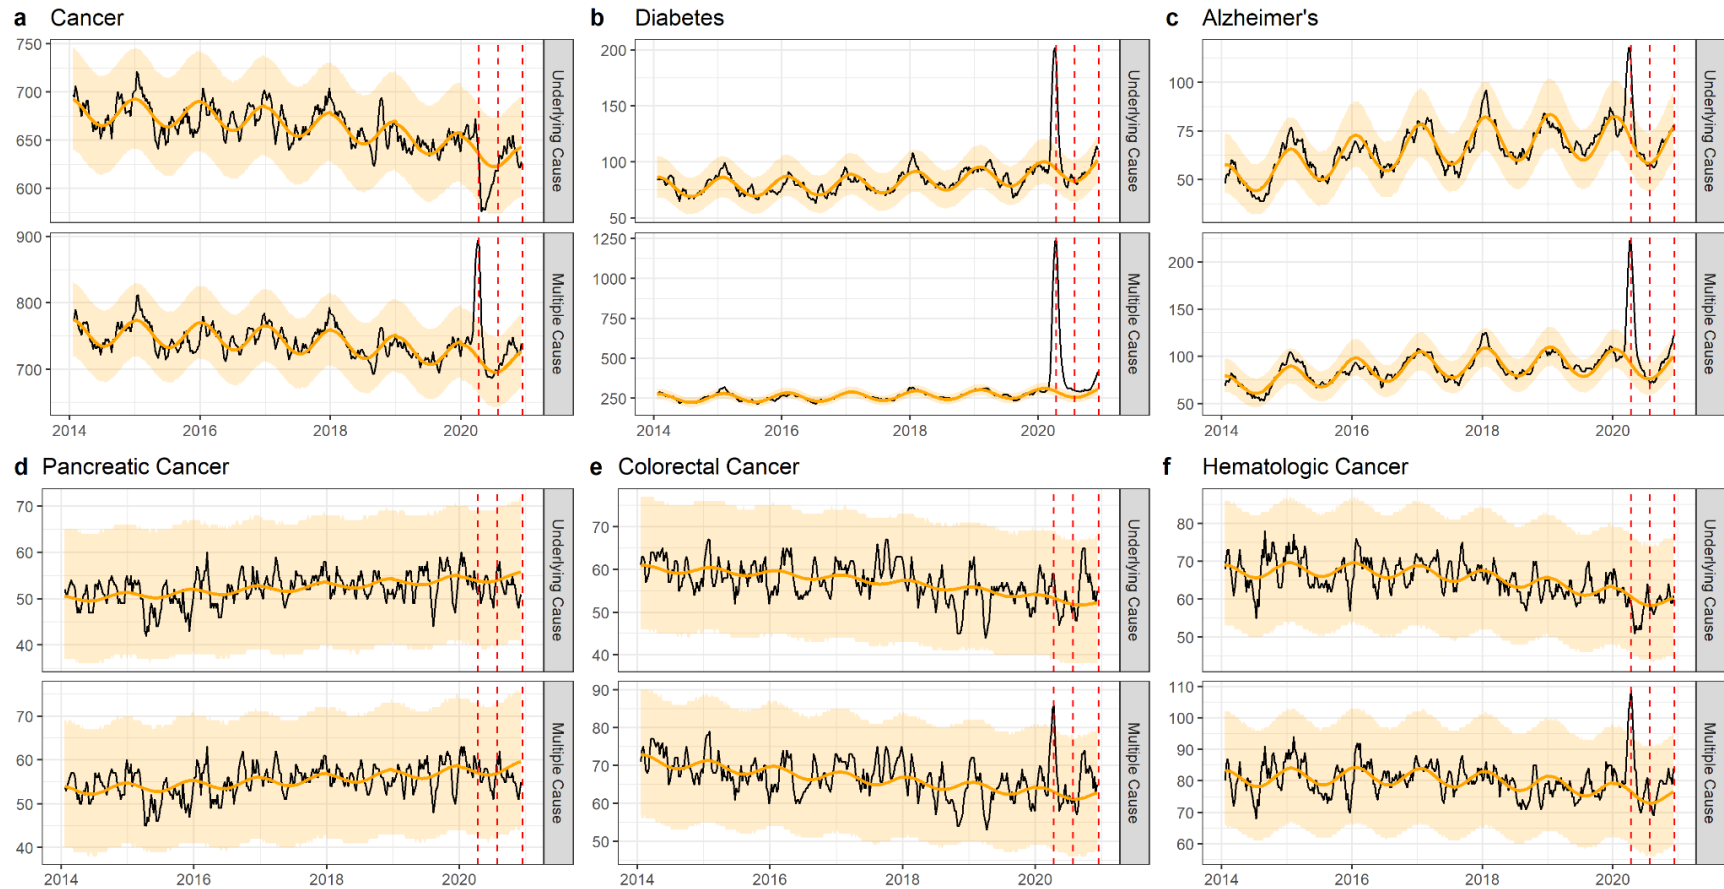 a Cancer
750
700
650
600
Underlying Cause
900
800
700
Multiple Cause
2014 2016 2018 2020
b Diabetes
200
150
100
50
Underlying Cause
1250
1000
750
500
250
Multiple Cause
2014 2016 2018 2020
c Alzheimer's
100
75
50
Underlying Cause
200
150
100
50
Multiple Cause
2014 2016 2018 2020
d Pancreatic Cancer
70
60
50
40
Underlying Cause
70
60
50
40
Multiple Cause
2014 2016 2018 2020
e Colorectal Cancer
70
60
50
40
Underlying Cause
90
80
70
60
50
Multiple Cause
2014 2016 2018 2020
f Hematologic Cancer
80
70
60
50
Underlying Cause
110
100
90
80
70
60
Multiple Cause
2014 2016 2018 2020